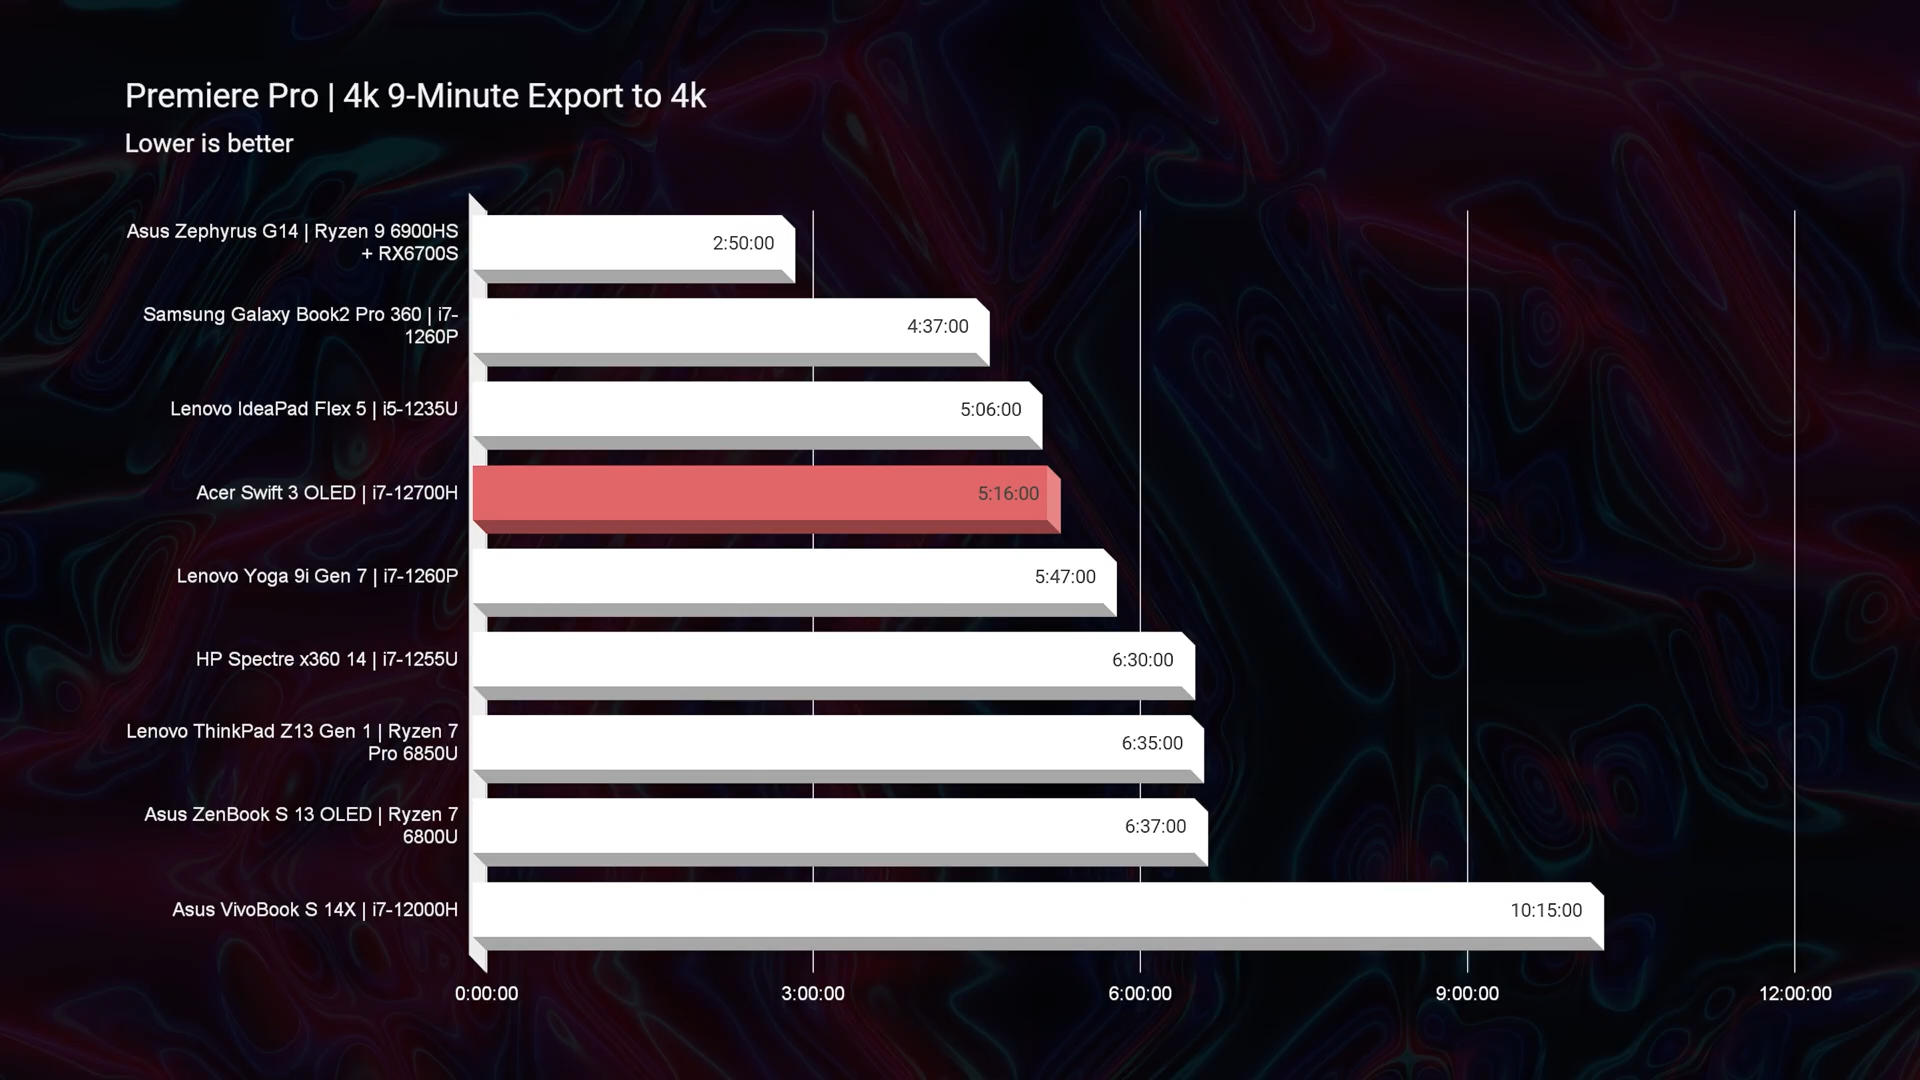 Premiere Pro | 4k 9-Minute Export to 4k
Lower is better
Asus Zephyrus G14 | Ryzen 9 6900HS
+ RX6700S
2:50:00
Samsung Galaxy Book2 Pro 360 | i7-
1260P
4:37:00
Lenovo IdeaPad Flex 5 | i5-1235U
5:06:00
Acer Swift 3 OLED | i7-12700H
5:16:00
Lenovo Yoga 9i Gen 7 | i7-1260P
5:47:00
HP Spectre x360 14 | i7-1255U
6:30:00
Lenovo ThinkPad Z13 Gen 1 | Ryzen 7
Pro 6850U
6:35:00
Asus ZenBook S 13 OLED | Ryzen 7
6800U
6:37:00
Asus VivoBook S 14X | i7-12000H
10:15:00
0:00:00
3:00:00
6:00:00
9:00:00
12:00:00